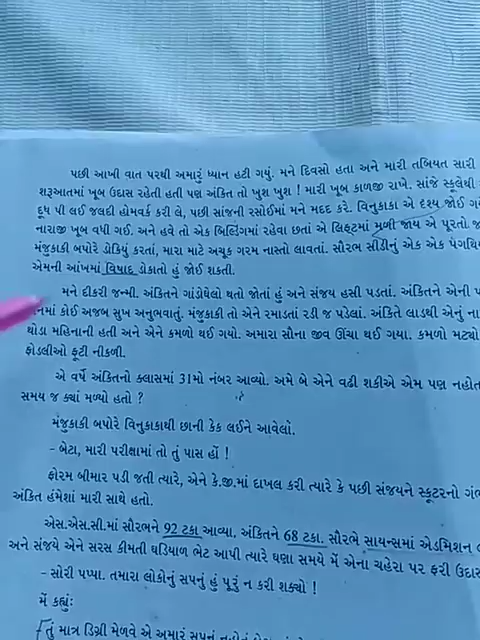 પછી આખી વાત પરથી અમારું ધ્યાન હટી ગયું. મને દિવસો હતા અને મારી તબિયત સારી
શરૂઆતમાં ખૂબ ઉદાસ રહેતી હતી પણ અંકિત તો ખુશ ખુશ ! મારી ખૂબ કાળજી રાખે. સાંજે સ્કૂલેથી
દૂધ પી લઈ જલદી હોમવર્ક કરી લે, પછી સાંજની રસોઈમાં મને મદદ કરે. વિનુકાકા એ દૃશ્ય જોઈ
નારાજી ખૂબ વધી ગઈ. અને હવે તો એક બિલ્ડિંગમાં રહેવા છતાં એ લિફ્ટમાં મળી જાય એ પૂરતો
મંજુકાકી બપોરે ડોકિયું કરતાં, મારા માટે અચૂક ગરમ નાસ્તો લાવતાં. સૌરભ સીડીનું એક એક
એમની આંખમાં વિષાદ ડોકાતો હું જોઈ શકતી.
મને દીકરી જન્મી. અંકિતને ગાંડોઘેલો થતો જોતાં હું અને સંજય હસી પડતાં. અંકિતને એની
કોઈ અજબ સુખ અનુભવાતું. મંજુકાકી તો એને રમાડતાં રડી જ પડેલાં. અંકિતે લાડથી એનું
થોડા મહિનાની હતી અને એને કમળો થઈ ગયો. અમારા સૌના જીવ ઊંચા થઈ ગયા. કમળો મટ્યો
ફોડલીઓ ફૂટી નીકળી.
એ વર્ષે અંકિતનો ક્લાસમાં 31મો નંબર આવ્યો. અમે બે એને વઢી શકીએ એમ પણ
સમય જ ક્યાં મળ્યો હતો ?
મંજુકાકી બપોરે વિનુકાકાથી છાની કેક લઈને આવેલાં.
- બેટા, મારી પરીક્ષામાં તો તું પાસ હોં !
ફોરમ બીમાર પડી જતી ત્યારે, એને કે.જી.માં દાખલ કરી ત્યારે કે પછી સંજયને સ્કૂટરનો
અંકિત હંમેશાં મારી સાથે હતો.
એસ.એસ.સી.માં સૌરભને 92 ટકા આવ્યા, અંકિતને 68 ટકા. સૌરભે સાયન્સમાં એડમિશન
અને સંજયે એને સરસ કીમતી ઘડિયાળ ભેટ આપી ત્યારે ઘણા સમયે મેં એના ચહેરા પર ફરી
- સોરી પપ્પા. તમારા લોકોનું સપનું હું પૂરું ન કરી શક્યો !
મેં કહ્યું:
તું માત્ર ડિગ્રી મેળવે એ અમારું સપનું